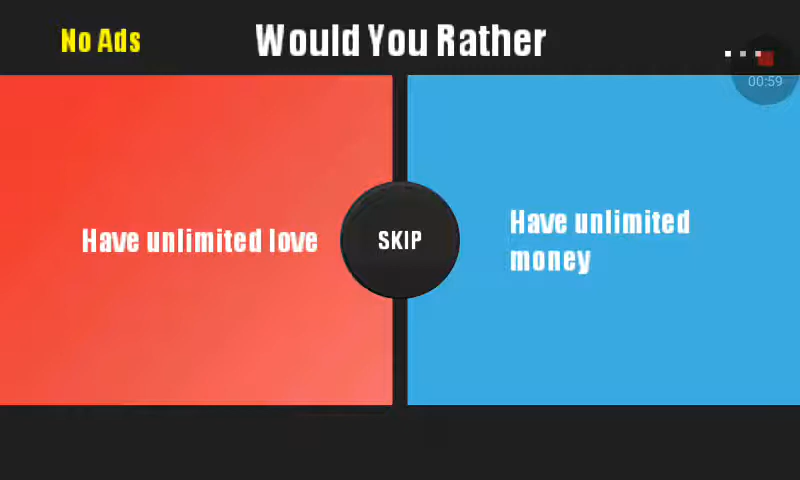 No Ads
Would You Rather
00:59
Have unlimited love
SKIP
Have unlimited
money